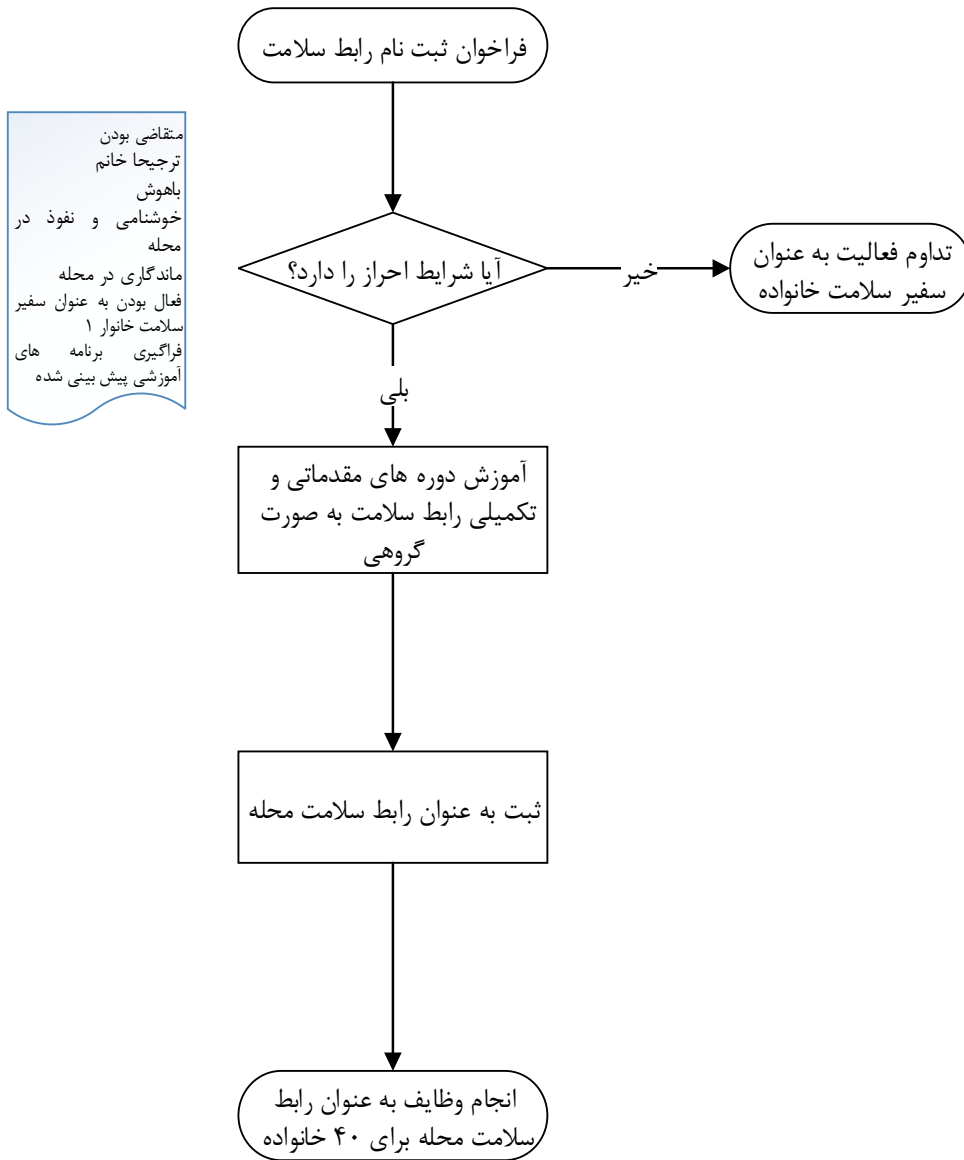 فراخوان ثبت نام رابط سلامت
متقاضی بودن
ترجیحا خانم
باهوش
خوشنامی و نفوذ در
محله
ماندگاری در محله
فعال بودن به عنوان سفیر
سلامت خانوار ۱
فراگیری برنامه های
آموزشی پیش بینی شده
آیا شرایط احراز را دارد؟
خیر
تداوم فعالیت به عنوان
سفیر سلامت خانواده
بلی
آموزش دوره های مقدماتی و
تکمیلی رابط سلامت به صورت
گروهی
ثبت به عنوان رابط سلامت محله
انجام وظایف به عنوان رابط
سلامت محله برای ۴۰ خانواده